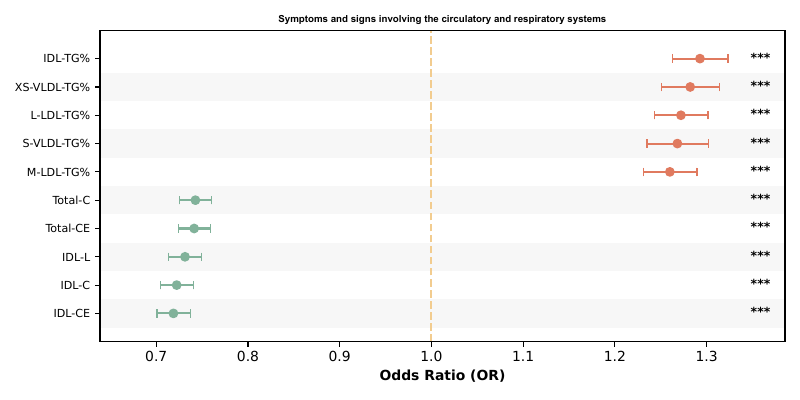 Symptoms and signs involving the circulatory and respiratory systems
IDL-TG% ***
XS-VLDL-TG% ***
L-LDL-TG% ***
S-VLDL-TG% ***
M-LDL-TG% ***
Total-C ***
Total-CE ***
IDL-L ***
IDL-C ***
IDL-CE ***
0.7 0.8 0.9 1.0 1.1 1.2 1.3
Odds Ratio (OR)